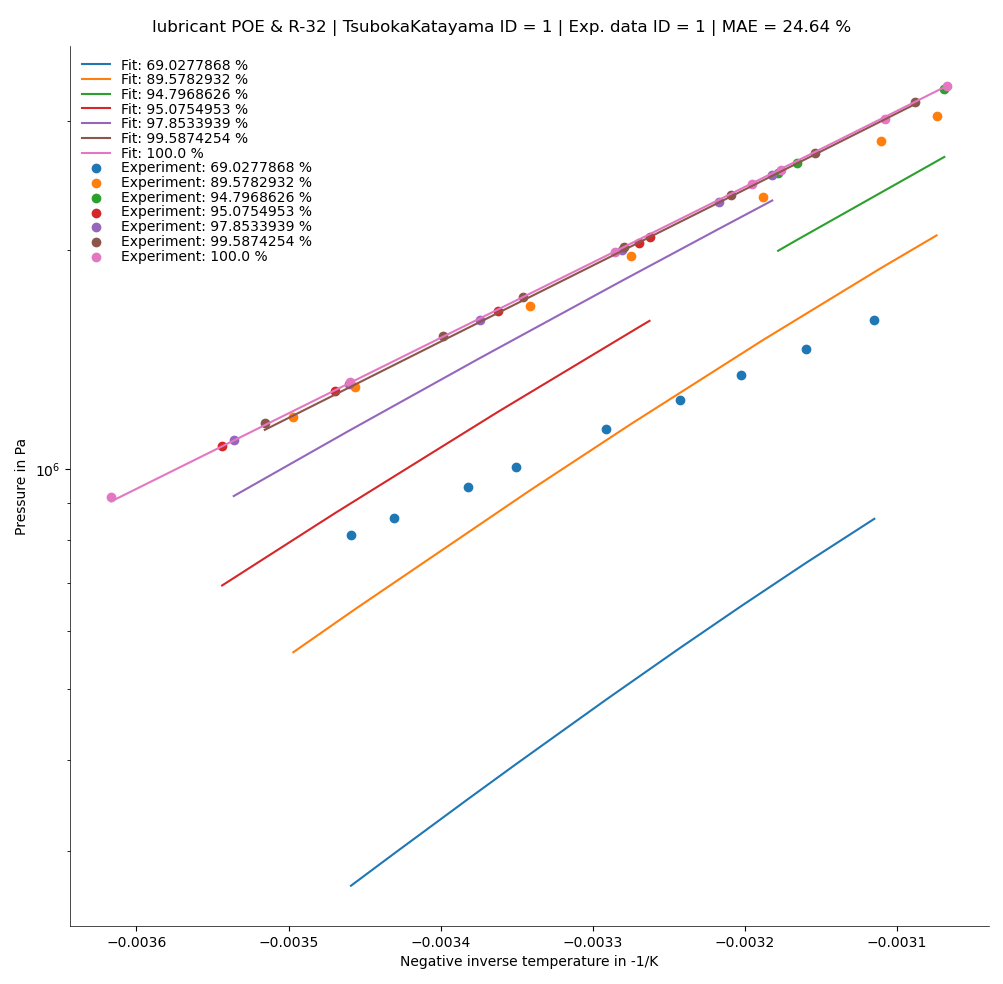 lubricant POE & R-32 | TsubokaKatayama ID = 1 | Exp. data ID = 1 | MAE = 24.64 %
Fit: 69.0277868 %
Fit: 89.5782932 %
Fit: 94.7968626 %
Fit: 95.0754953 %
Fit: 97.8533939 %
Fit: 99.5874254 %
Fit: 100.0 %
Experiment: 69.0277868 %
Experiment: 89.5782932 %
Experiment: 94.7968626 %
Experiment: 95.0754953 %
Experiment: 97.8533939 %
Experiment: 99.5874254 %
Experiment: 100.0 %
Pressure in Pa
10⁶
−0.0036 −0.0035 −0.0034 −0.0033 −0.0032 −0.0031
Negative inverse temperature in -1/K